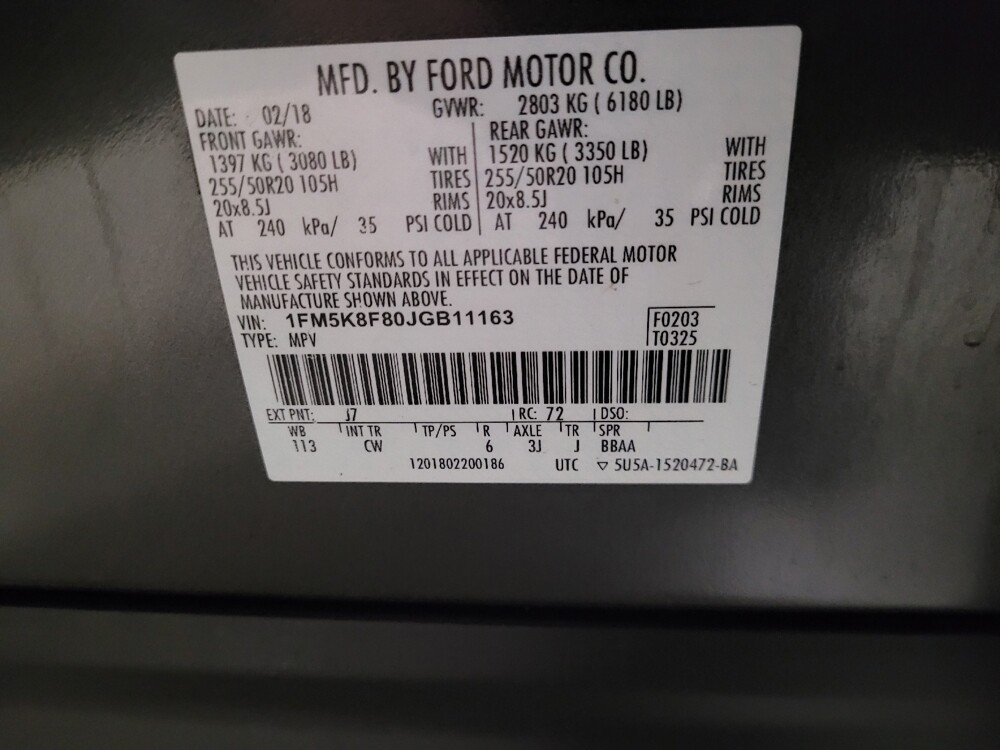 MFD. BY FORD MOTOR CO.
DATE: 02/18 GVWR: 2803 KG ( 6180 LB)
FRONT GAWR: REAR GAWR:
1397 KG ( 3080 LB) WITH 1520 KG ( 3350 LB) WITH
255/50R20 105H TIRES 255/50R20 105H TIRES
20x8.5J RIMS 20x8.5J RIMS
AT 240 kPa/ 35 PSI COLD AT 240 kPa/ 35 PSI COLD
THIS VEHICLE CONFORMS TO ALL APPLICABLE FEDERAL MOTOR
VEHICLE SAFETY STANDARDS IN EFFECT ON THE DATE OF
MANUFACTURE SHOWN ABOVE.
VIN: 1FM5K8F80JGB11163 F0203
TYPE: MPV T0325
EXT PNT: J7 RC: 72 DSO:
WB INT TR TP/PS R AXLE TR SPR
113 CW 6 3J J BBAA
1201802200186 UTC ▽ 5U5A-1520472-BA